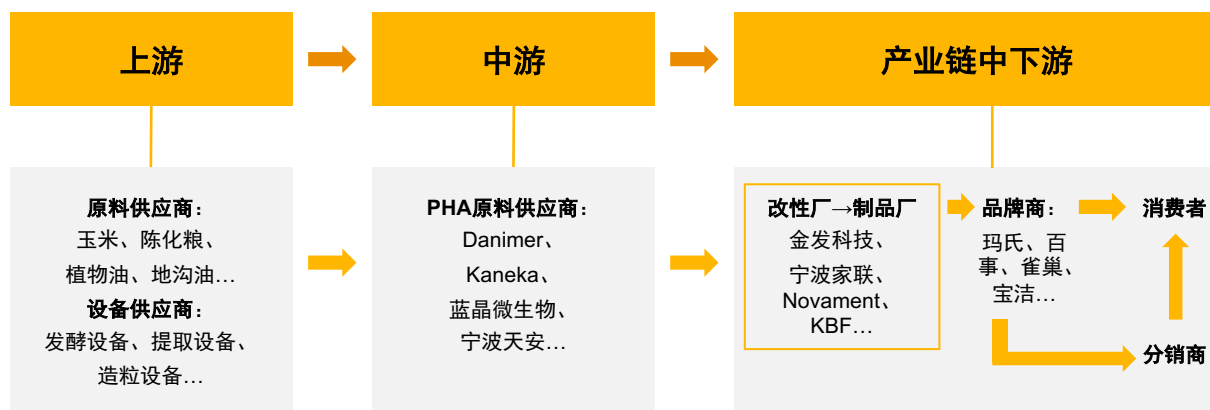 上游
中游
产业链中下游
原料供应商：
玉米、陈化粮、
植物油、地沟油…
设备供应商：
发酵设备、提取设备、
造粒设备…
PHA原料供应商：
Danimer、
Kaneka、
蓝晶微生物、
宁波天安…
改性厂→制品厂
金发科技、
宁波家联、
Novament、
KBF…
品牌商：
玛氏、百
事、雀巢、
宝洁…
消费者
分销商